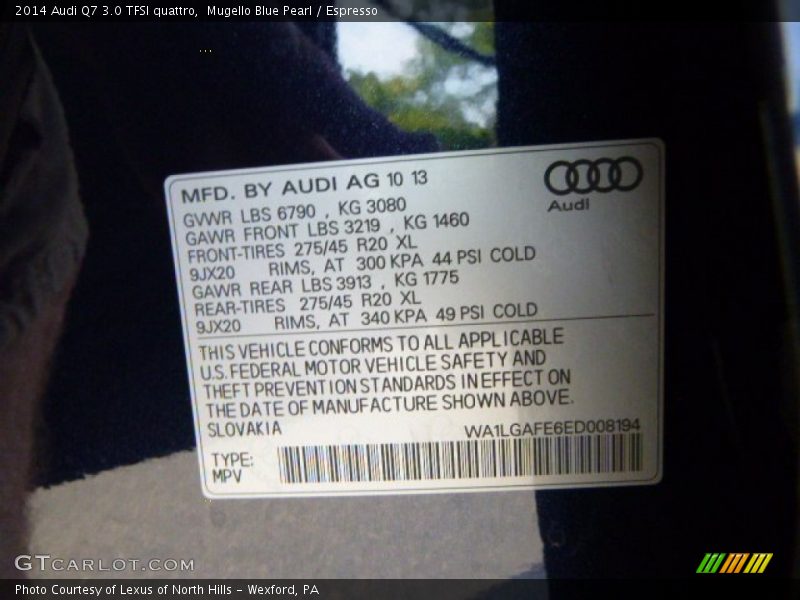 2014 Audi Q7 3.0 TFSI quattro,  Mugello Blue Pearl / Espresso
MFD. BY AUDI AG 10 13
GVWR LBS 6790 , KG 3080
GAWR FRONT LBS 3219 , KG 1460
FRONT-TIRES 275/45 R20 XL
9JX20 RIMS, AT 300 KPA 44 PSI COLD
GAWR REAR LBS 3913 , KG 1775
REAR-TIRES 275/45 R20 XL
9JX20 RIMS, AT 340 KPA 49 PSI COLD
Audi
THIS VEHICLE CONFORMS TO ALL APPLICABLE
U.S. FEDERAL MOTOR VEHICLE SAFETY AND
THEFT PREVENTION STANDARDS IN EFFECT ON
THE DATE OF MANUFACTURE SHOWN ABOVE.
SLOVAKIA WA1LGAFE6ED008194
TYPE:
MPV
GTCARLOT.COM
Photo Courtesy of Lexus of North Hills - Wexford, PA